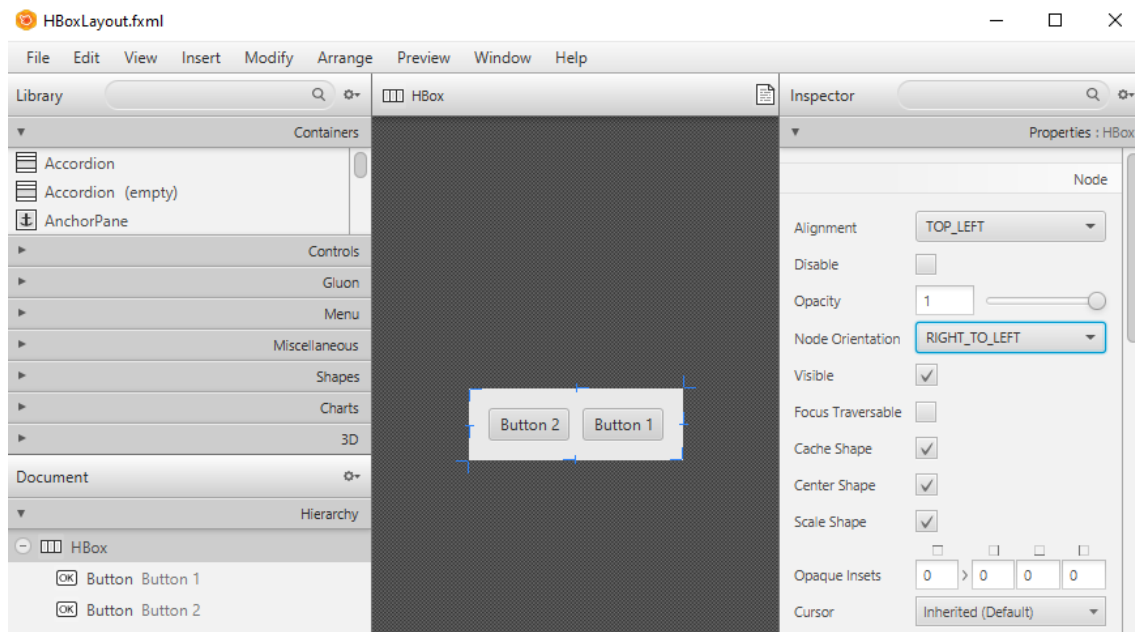 HBoxLayout.fxml
File Edit View Insert Modify Arrange Preview Window Help
Library
Containers
Accordion
Accordion (empty)
AnchorPane
Controls
Gluon
Menu
Miscellaneous
Shapes
Charts
3D
Document
Hierarchy
HBox
OK Button Button 1
OK Button Button 2
HBox
Button 2 Button 1
Inspector
Properties : HBox
Node
Alignment TOP_LEFT
Disable
Opacity 1
Node Orientation RIGHT_TO_LEFT
Visible
Focus Traversable
Cache Shape
Center Shape
Scale Shape
Opaque Insets 0 0 0 0
Cursor Inherited (Default)